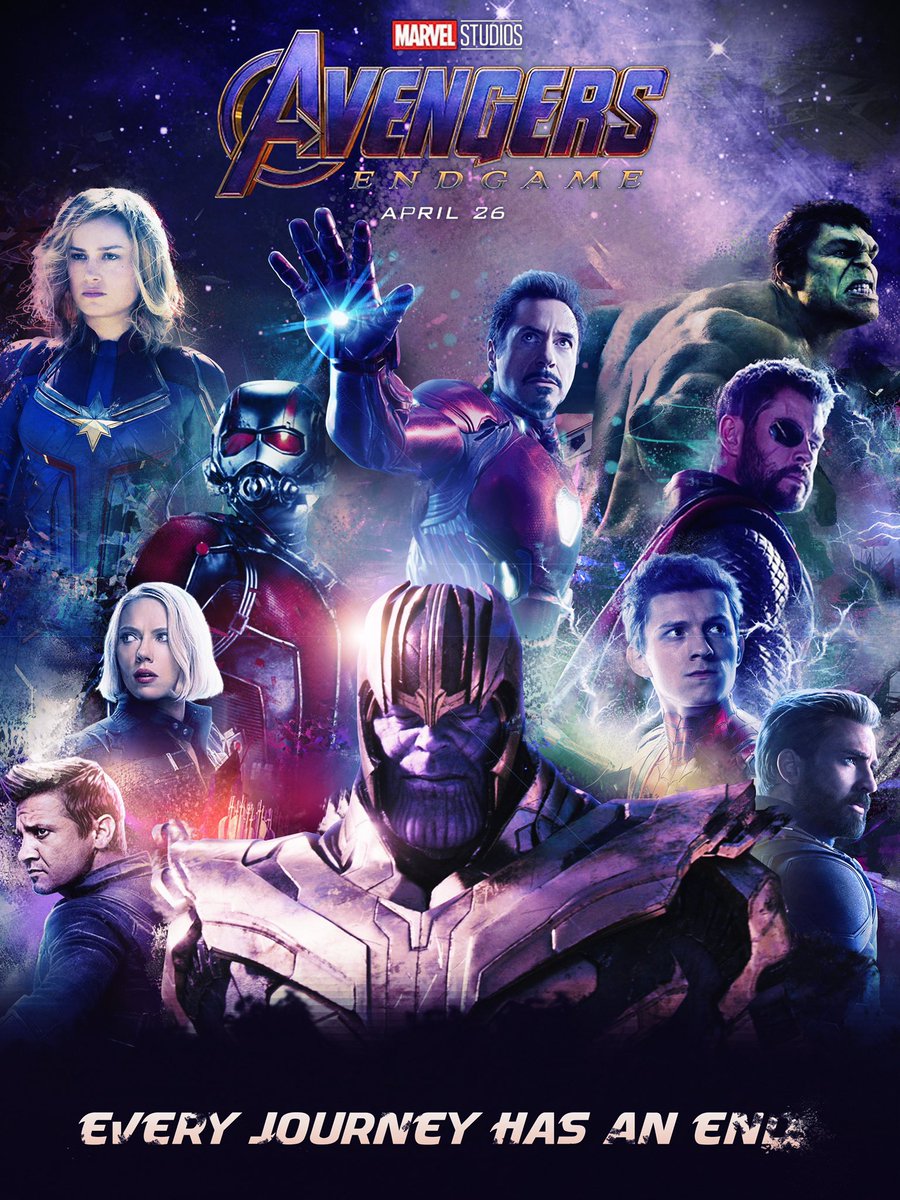 MARVEL STUDIOS
AVENGERS
ENDGAME
APRIL 26
EVERY JOURNEY HAS AN END.